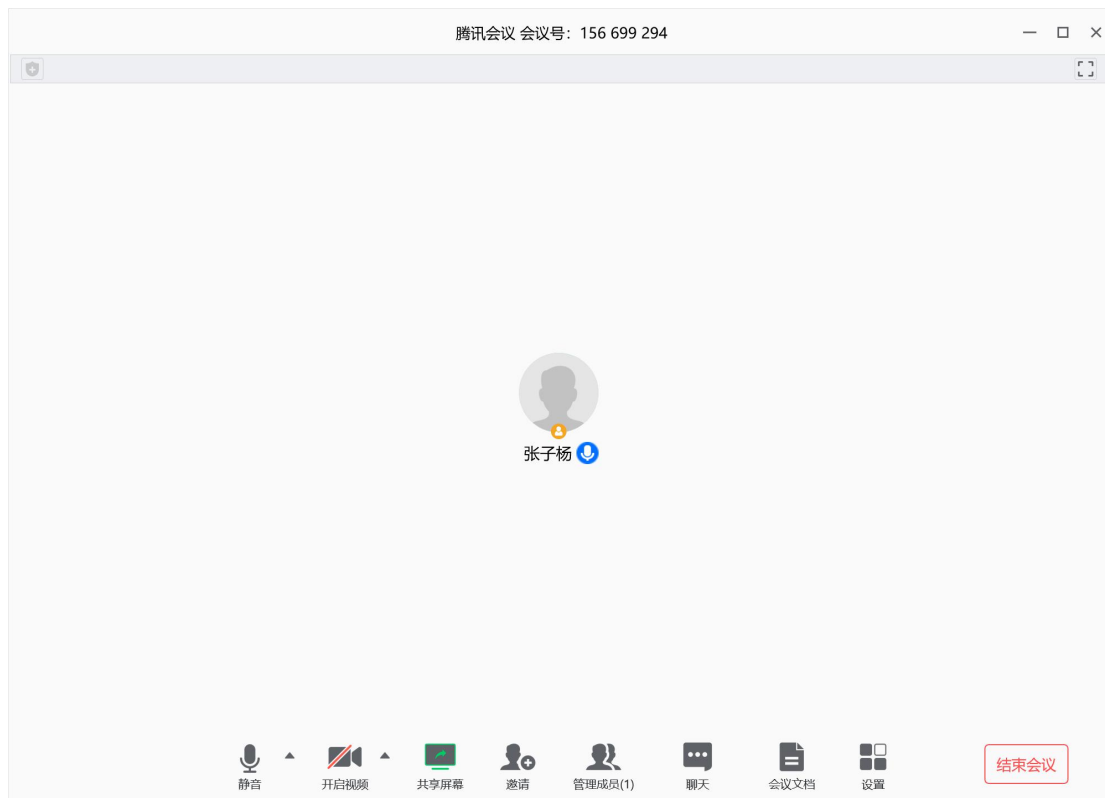 腾讯会议 会议号：156 699 294
张子杨
静音
开启视频
共享屏幕
邀请
管理成员(1)
聊天
会议文档
设置
结束会议